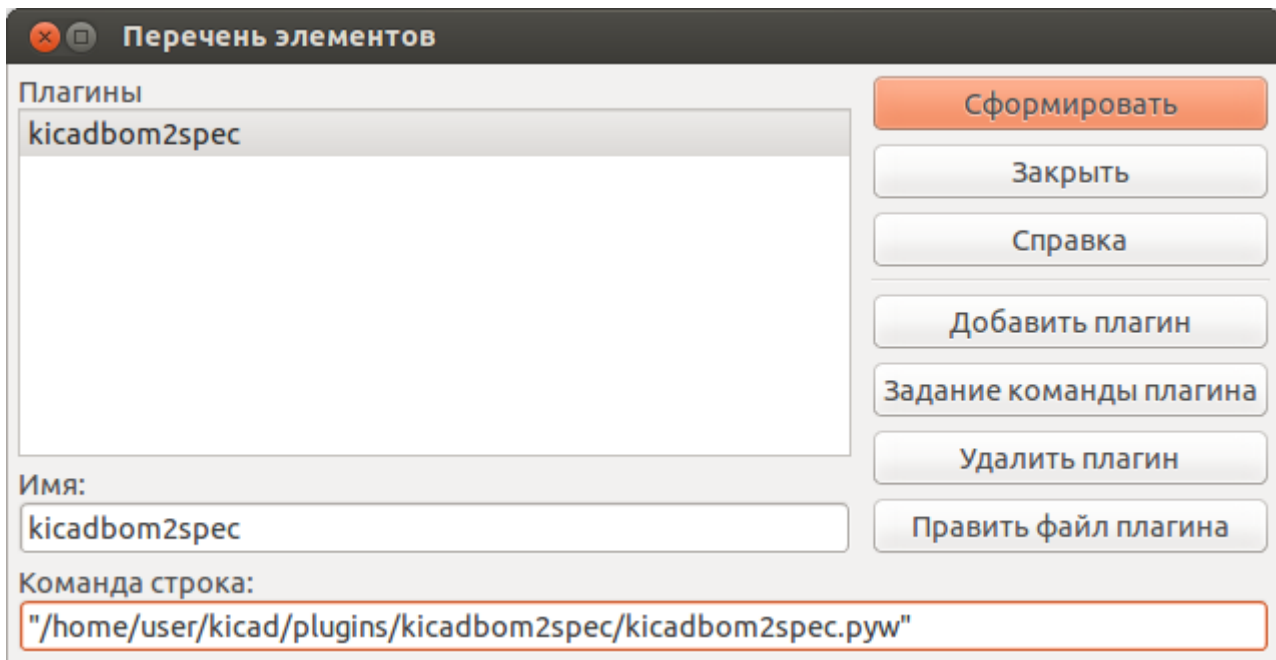 Перечень элементов
Плагины
kicadbom2spec
Сформировать
Закрыть
Справка
Добавить плагин
Задание команды плагина
Удалить плагин
Править файл плагина
Имя:
kicadbom2spec
Команда строка:
"/home/user/kicad/plugins/kicadbom2spec/kicadbom2spec.pyw"